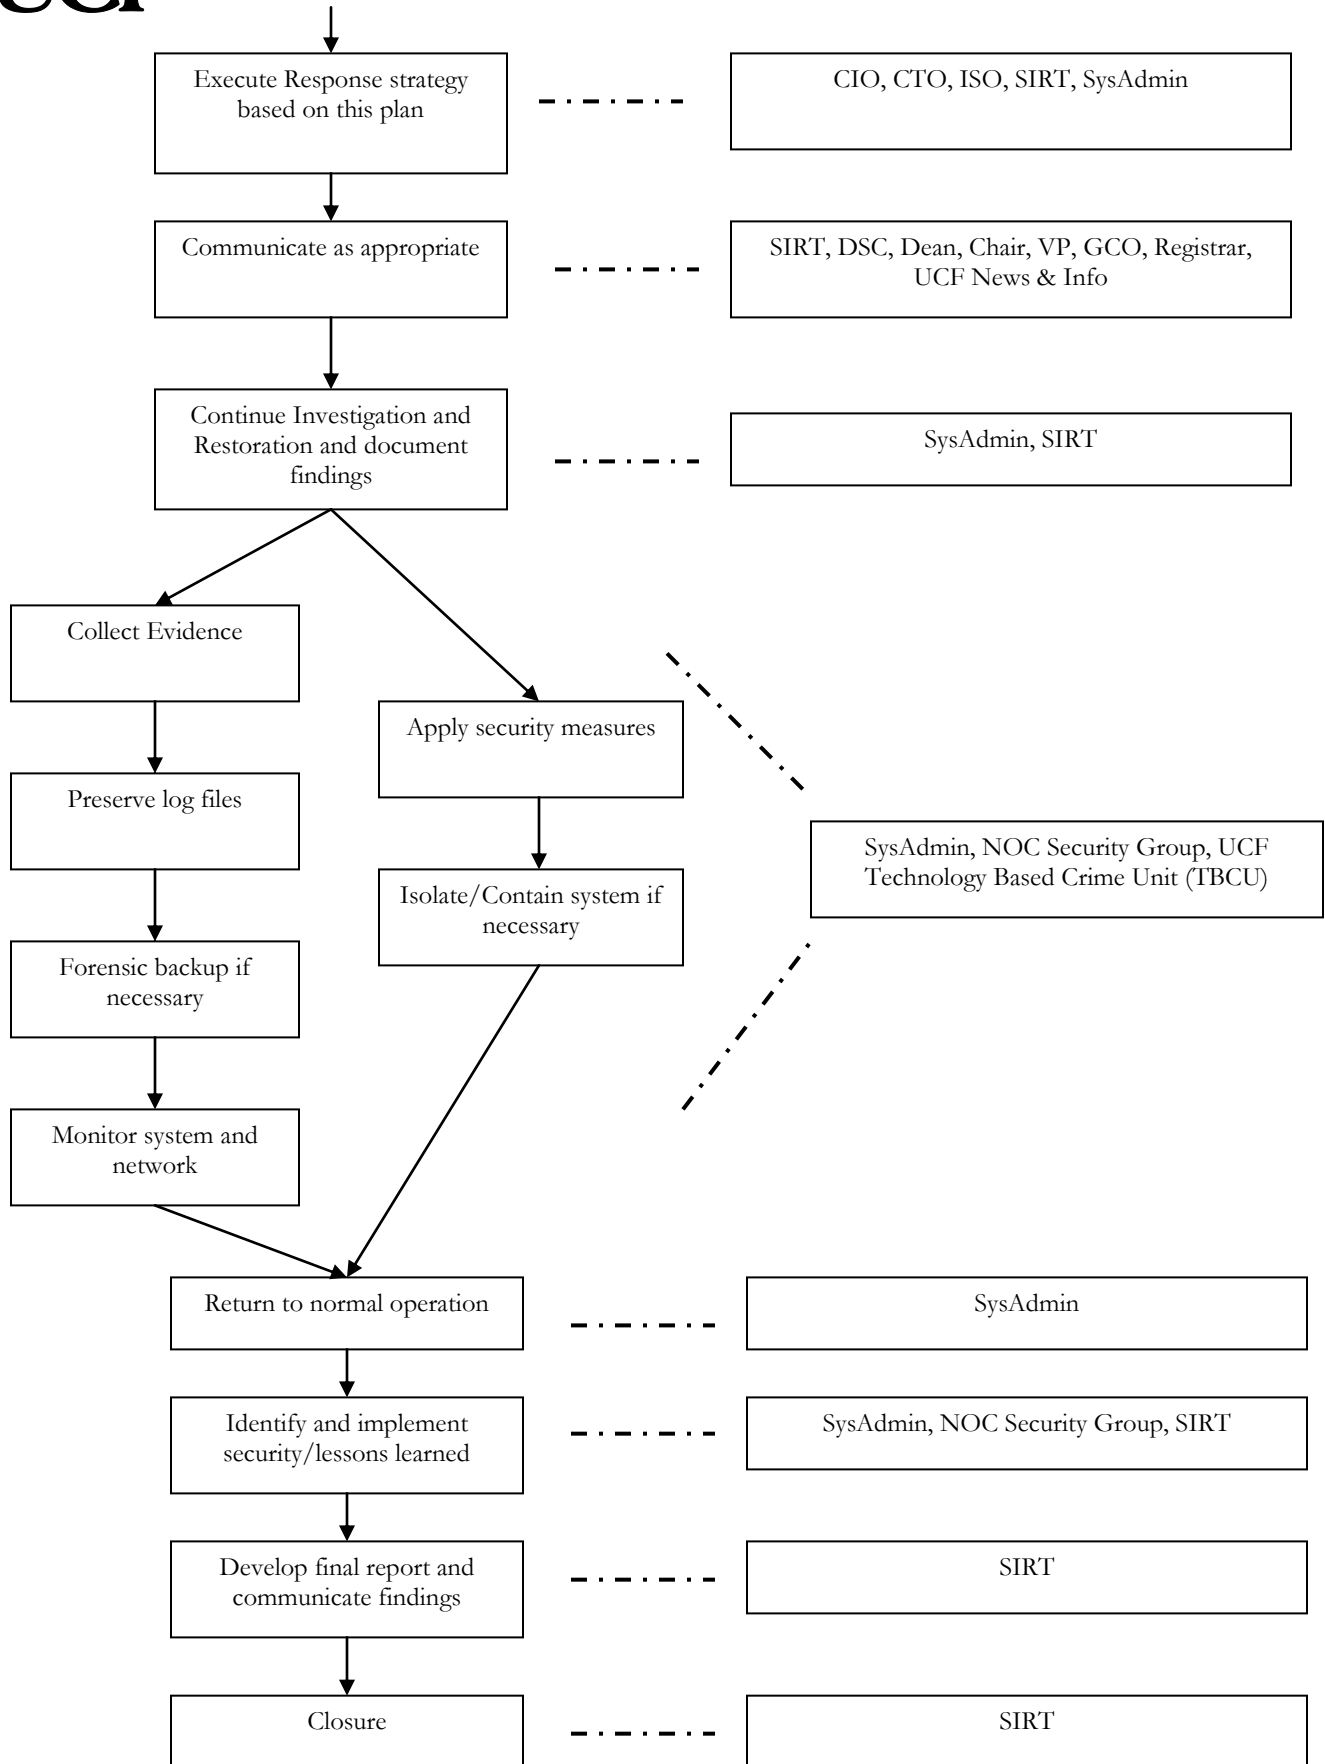 UCF
Execute Response strategy
based on this plan
CIO, CTO, ISO, SIRT, SysAdmin
Communicate as appropriate
SIRT, DSC, Dean, Chair, VP, GCO, Registrar,
UCF News & Info
Continue Investigation and
Restoration and document
findings
SysAdmin, SIRT
Collect Evidence
Apply security measures
Preserve log files
SysAdmin, NOC Security Group, UCF
Technology Based Crime Unit (TBCU)
Isolate/Contain system if
necessary
Forensic backup if
necessary
Monitor system and
network
Return to normal operation
SysAdmin
Identify and implement
security/lessons learned
SysAdmin, NOC Security Group, SIRT
Develop final report and
communicate findings
SIRT
Closure
SIRT